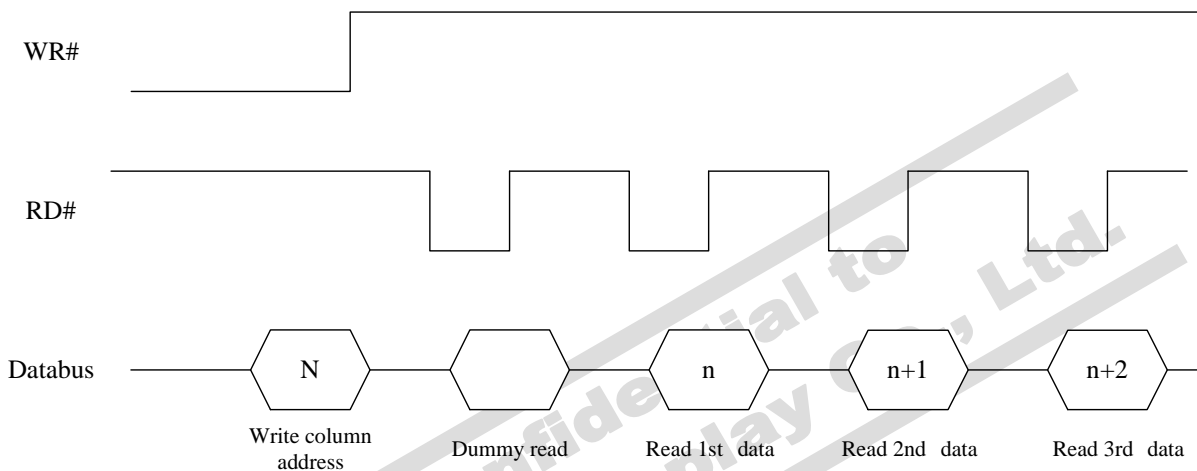 WR#
RD#
Databus
N
n
n+1
n+2
Write column
address
Dummy read
Read 1st data
Read 2nd data
Read 3rd data
Ltd.